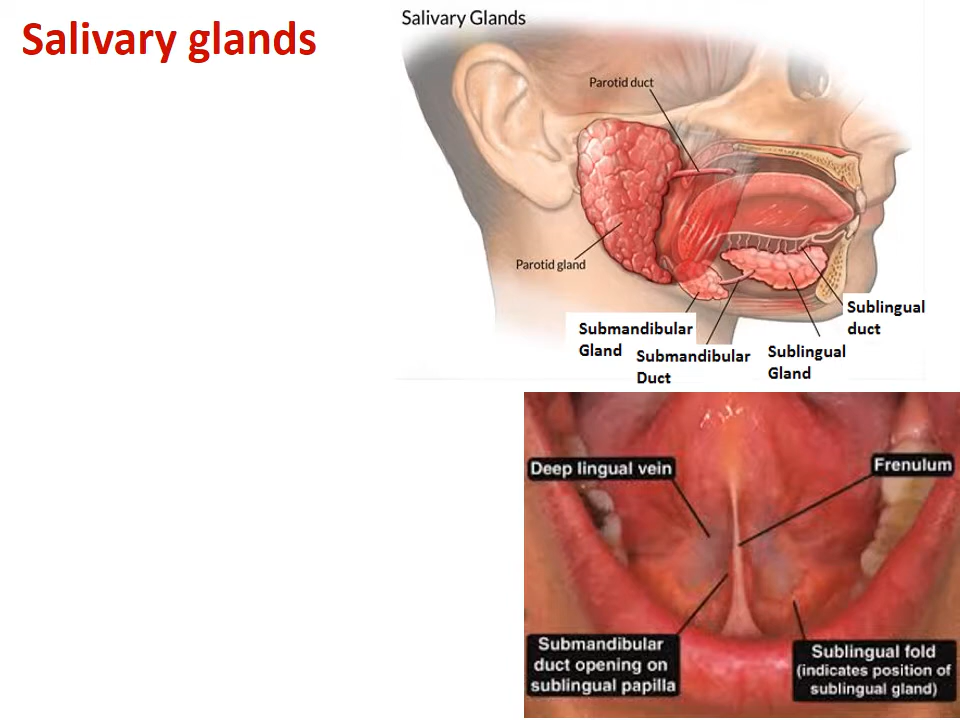 Salivary glands
Salivary Glands
Parotid duct
Parotid gland
Submandibular
Gland
Submandibular
Duct
Sublingual
Gland
Sublingual
duct
Deep lingual vein
Frenulum
Submandibular
duct opening on
sublingual papilla
Sublingual fold
(indicates position of
sublingual gland)